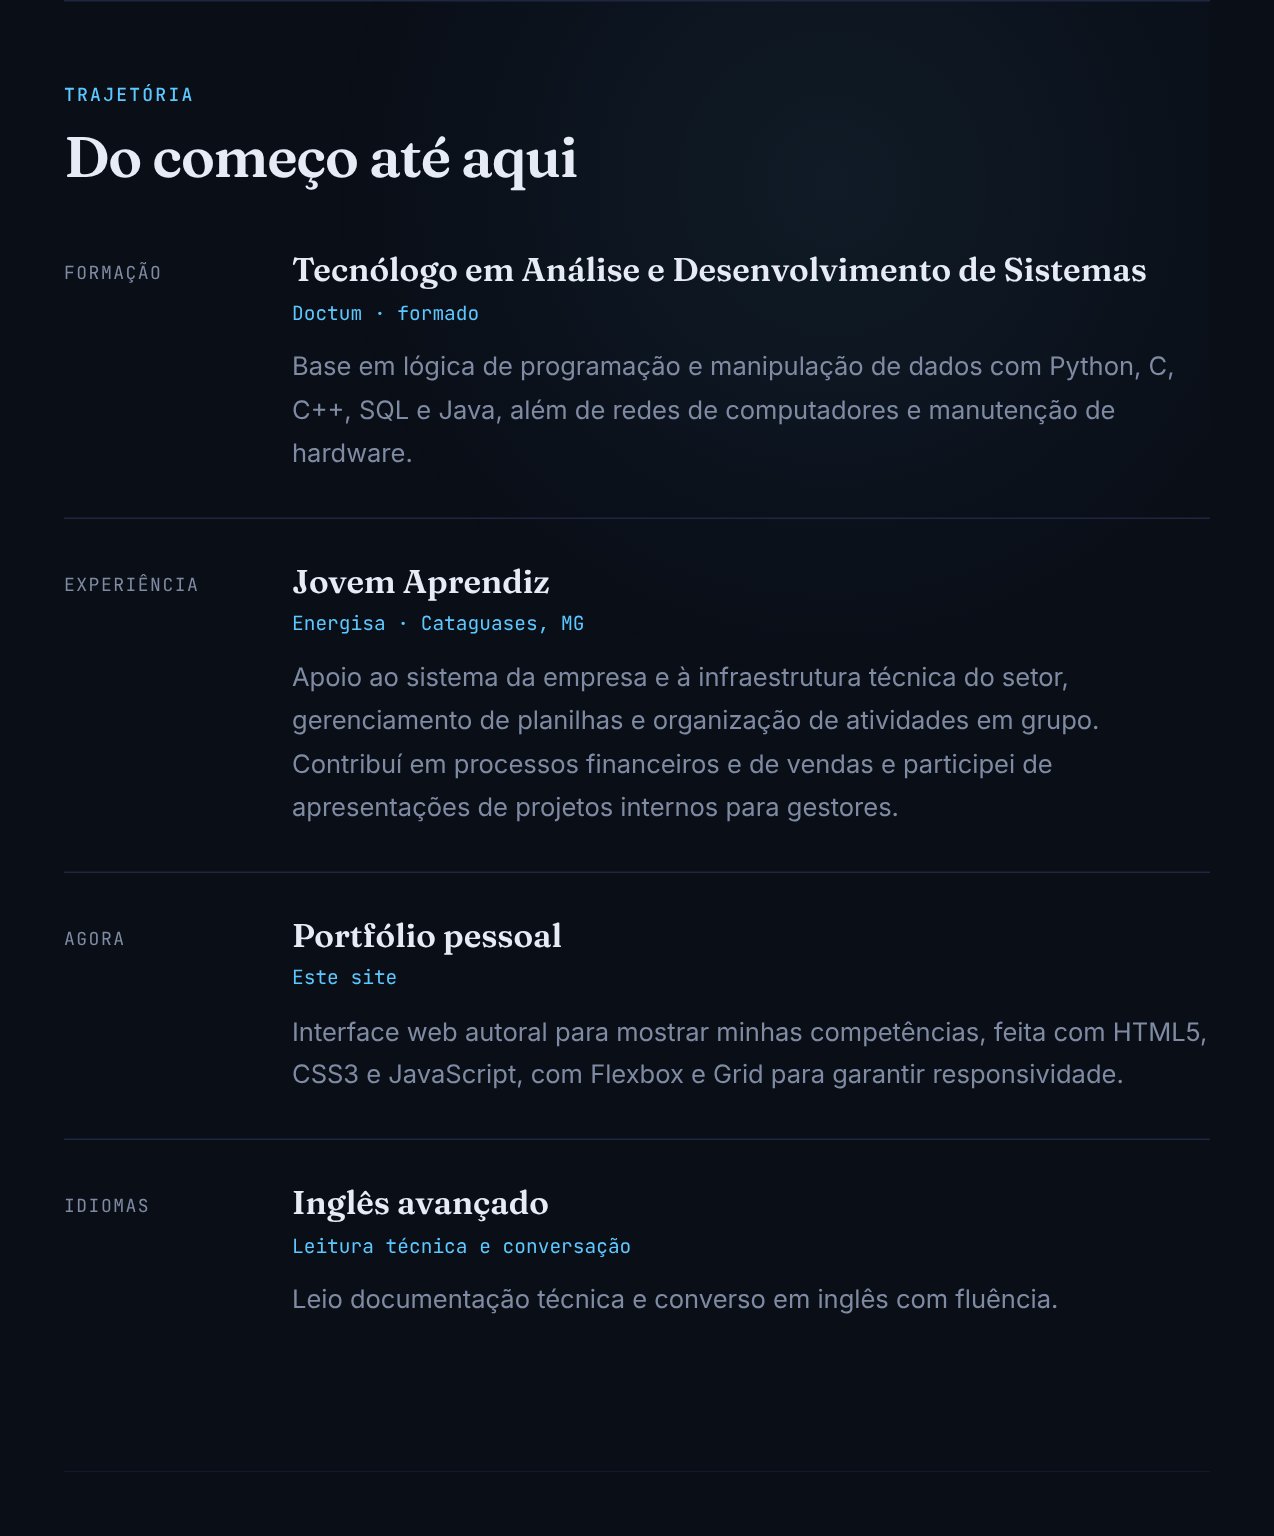 TRAJETÓRIA
Do começo até aqui
FORMAÇÃO
Tecnólogo em Análise e Desenvolvimento de Sistemas
Doctum · formado
Base em lógica de programação e manipulação de dados com Python, C,
C++, SQL e Java, além de redes de computadores e manutenção de
hardware.
EXPERIÊNCIA
Jovem Aprendiz
Energisa · Cataguases, MG
Apoio ao sistema da empresa e à infraestrutura técnica do setor,
gerenciamento de planilhas e organização de atividades em grupo.
Contribuí em processos financeiros e de vendas e participei de
apresentações de projetos internos para gestores.
AGORA
Portfólio pessoal
Este site
Interface web autoral para mostrar minhas competências, feita com HTML5,
CSS3 e JavaScript, com Flexbox e Grid para garantir responsividade.
IDIOMAS
Inglês avançado
Leitura técnica e conversação
Leio documentação técnica e converso em inglês com fluência.